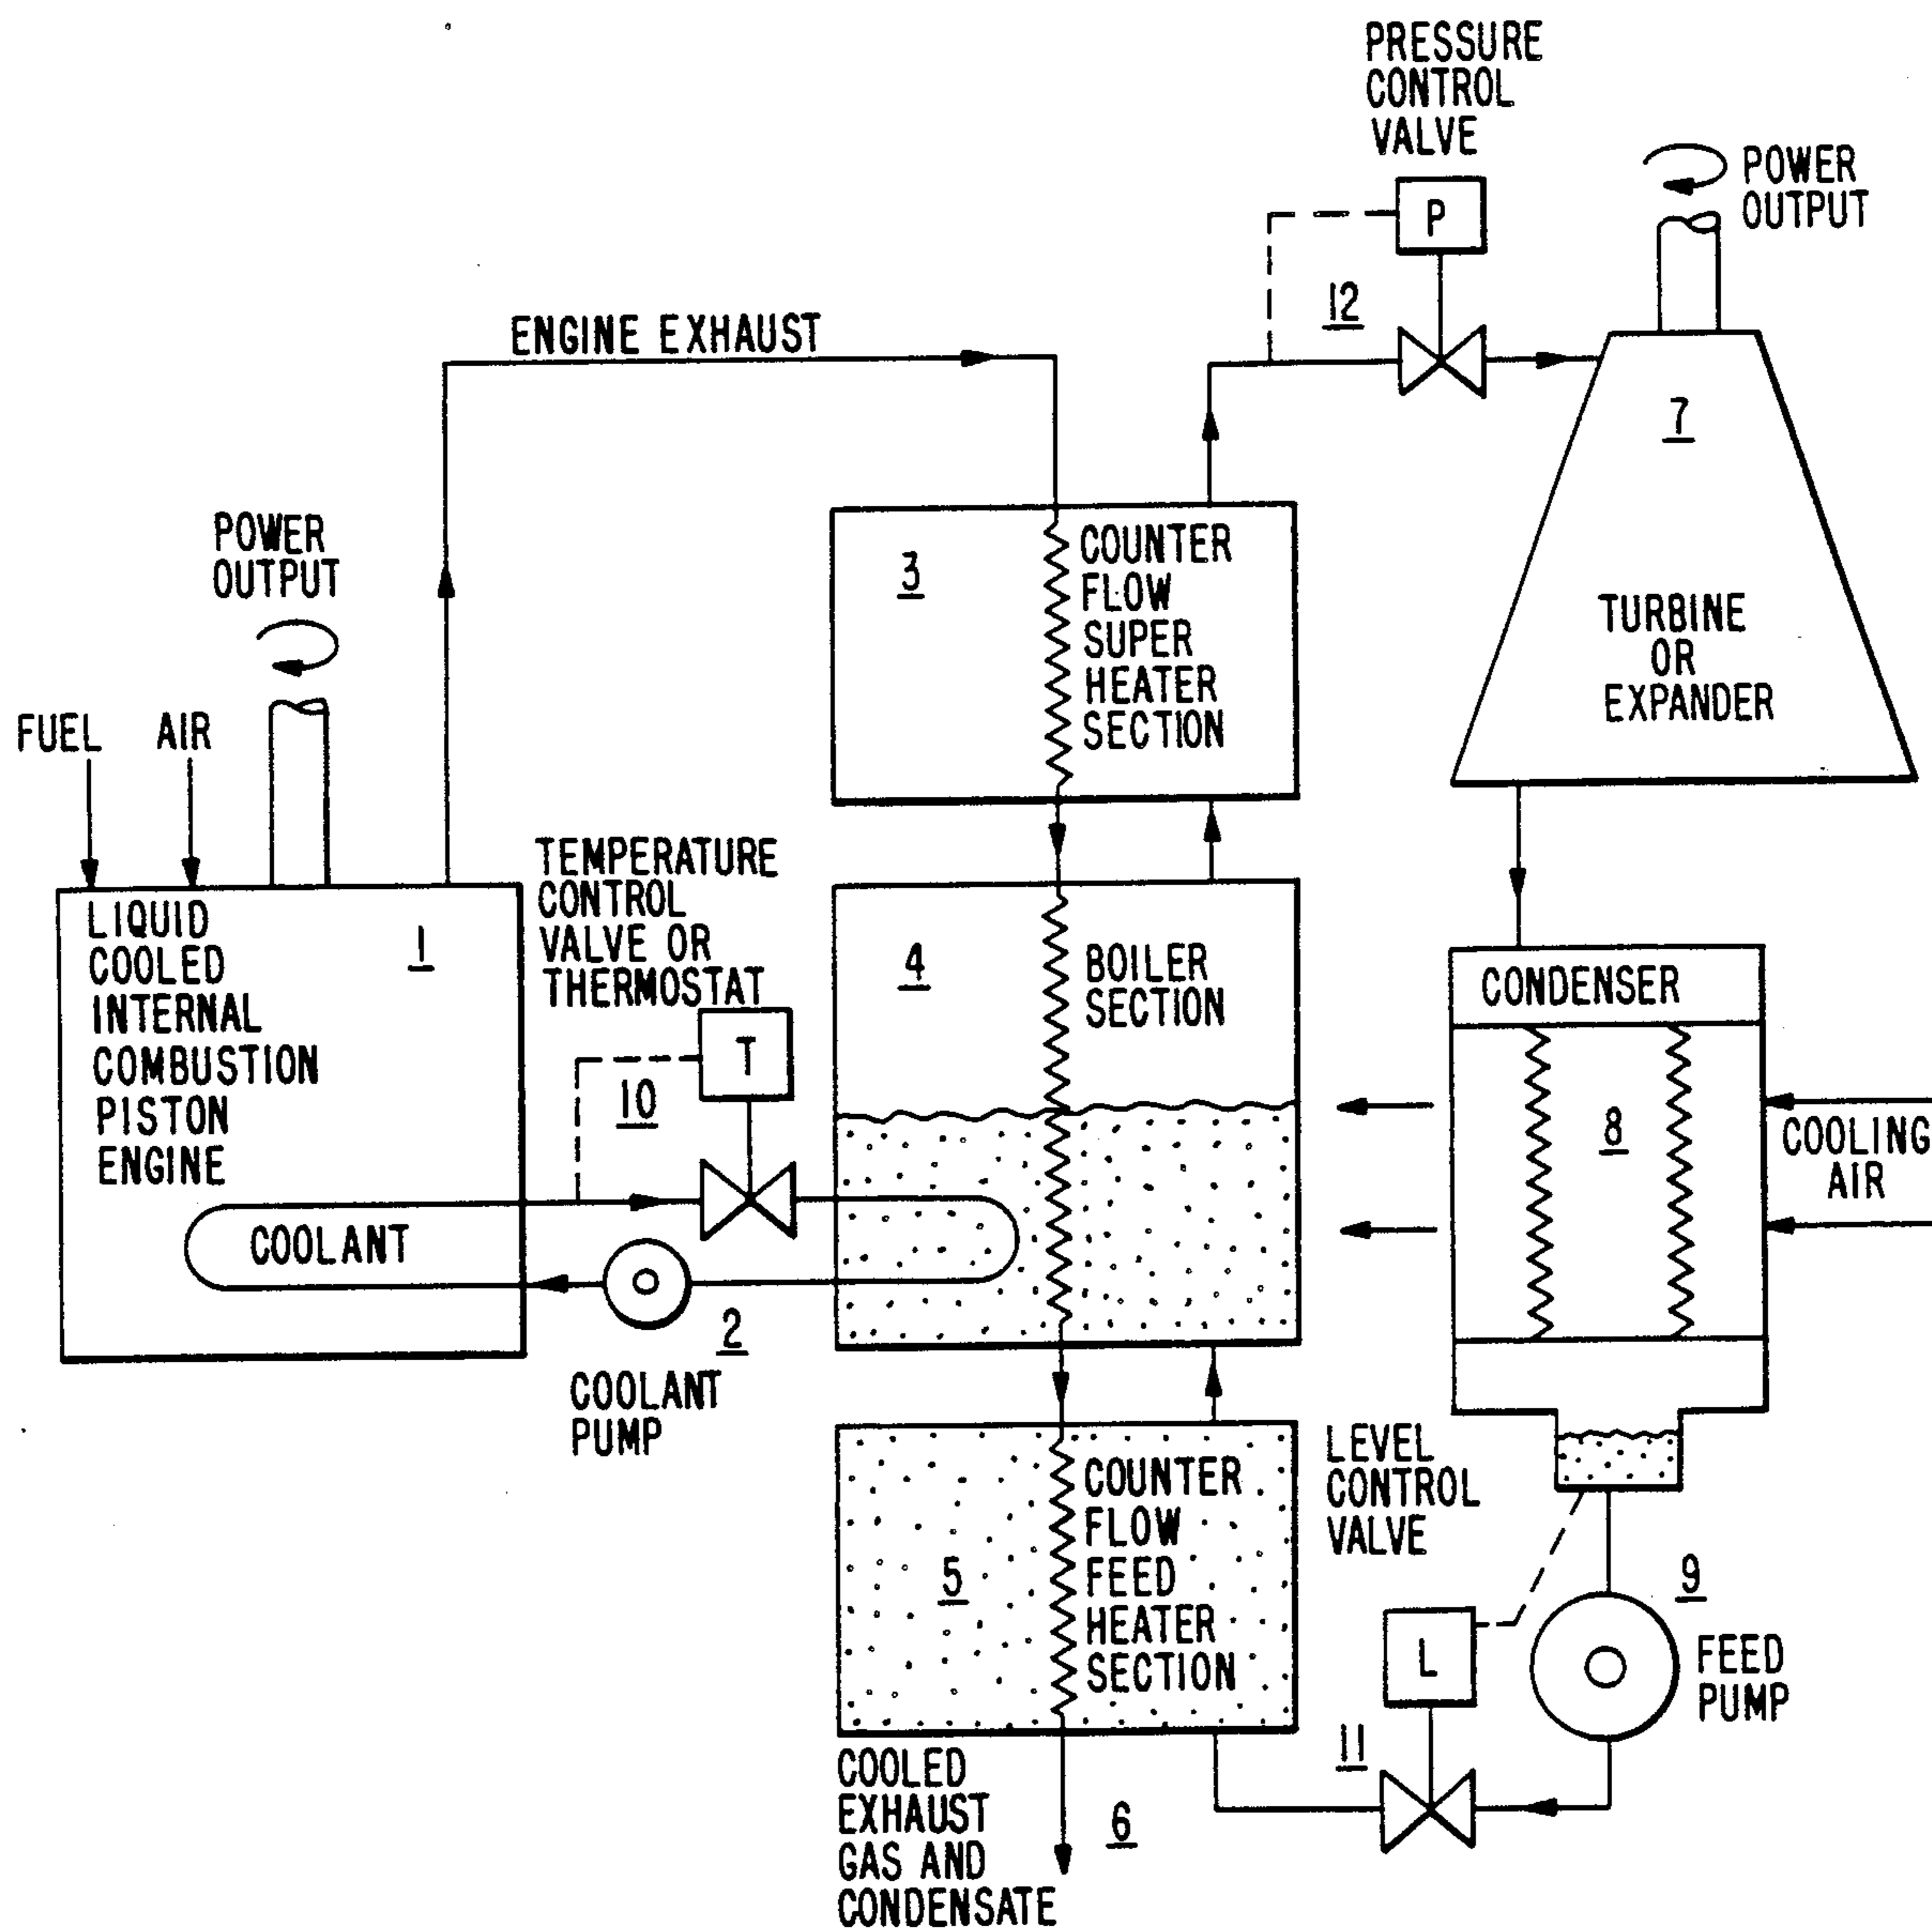 PRESSURE
CONTROL
VALVE
P
POWER
OUTPUT
12
ENGINE EXHAUST
7
TURBINE
OR
EXPANDER
POWER
OUTPUT
3
COUNTER
FLOW
SUPER
HEATER
SECTION
FUEL
AIR
LIQUID
COOLED
INTERNAL
COMBUSTION
PISTON
ENGINE
1
TEMPERATURE
CONTROL
VALVE OR
THERMOSTAT
T
10
4
BOILER
SECTION
CONDENSER
8
COOLING
AIR
COOLANT
2
COOLANT
PUMP
5
COUNTER
FLOW
FEED
HEATER
SECTION
LEVEL
CONTROL
VALVE
L
9
FEED
PUMP
11
COOLED
EXHAUST
GAS AND
CONDENSATE
6